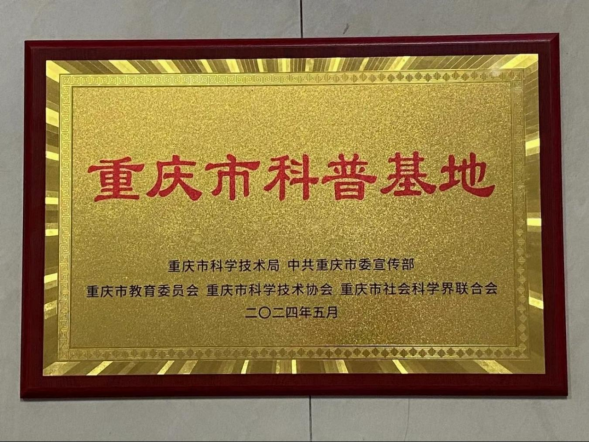 重庆市科普基地
重庆市科学技术局 中共重庆市委宣传部
重庆市教育委员会 重庆市科学技术协会 重庆市社会科学界联合会
二〇二四年五月